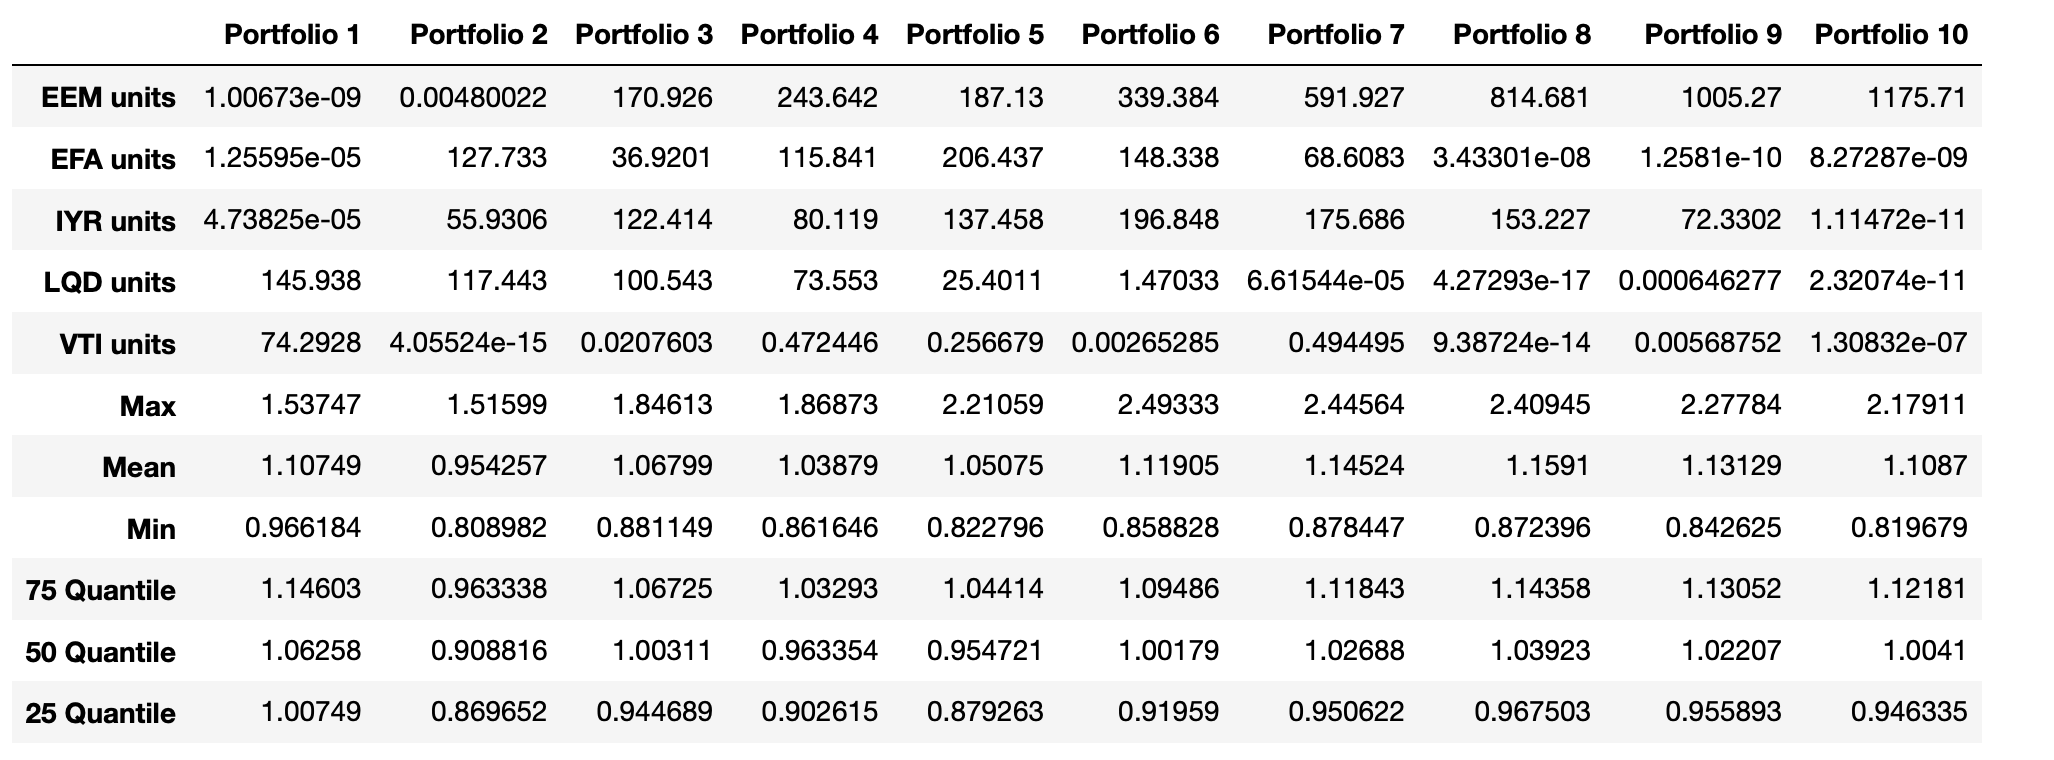 Portfolio 1 Portfolio 2 Portfolio 3 Portfolio 4 Portfolio 5 Portfolio 6 Portfolio 7 Portfolio 8 Portfolio 9 Portfolio 10
EEM units 1.00673e-09 0.00480022 170.926 243.642 187.13 339.384 591.927 814.681 1005.27 1175.71
EFA units 1.25595e-05 127.733 36.9201 115.841 206.437 148.338 68.6083 3.43301e-08 1.2581e-10 8.27287e-09
IYR units 4.73825e-05 55.9306 122.414 80.119 137.458 196.848 175.686 153.227 72.3302 1.11472e-11
LQD units 145.938 117.443 100.543 73.553 25.4011 1.47033 6.61544e-05 4.27293e-17 0.000646277 2.32074e-11
VTI units 74.2928 4.05524e-15 0.0207603 0.472446 0.256679 0.00265285 0.494495 9.38724e-14 0.00568752 1.30832e-07
Max 1.53747 1.51599 1.84613 1.86873 2.21059 2.49333 2.44564 2.40945 2.27784 2.17911
Mean 1.10749 0.954257 1.06799 1.03879 1.05075 1.11905 1.14524 1.1591 1.13129 1.1087
Min 0.966184 0.808982 0.881149 0.861646 0.822796 0.858828 0.878447 0.872396 0.842625 0.819679
75 Quantile 1.14603 0.963338 1.06725 1.03293 1.04414 1.09486 1.11843 1.14358 1.13052 1.12181
50 Quantile 1.06258 0.908816 1.00311 0.963354 0.954721 1.00179 1.02688 1.03923 1.02207 1.0041
25 Quantile 1.00749 0.869652 0.944689 0.902615 0.879263 0.91959 0.950622 0.967503 0.955893 0.946335